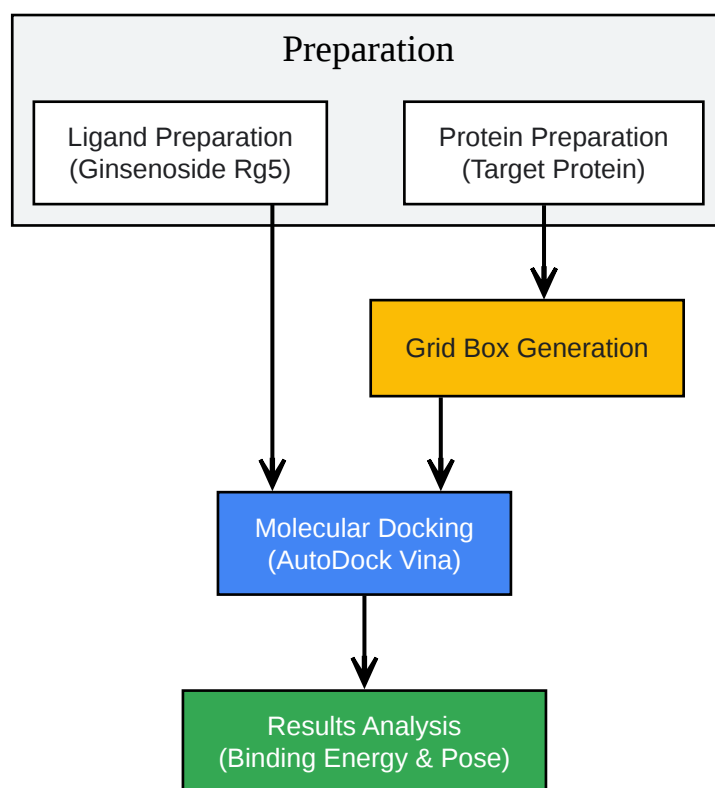 Preparation
Ligand Preparation
(Ginsenoside Rg5)
Protein Preparation
(Target Protein)
Grid Box Generation
Molecular Docking
(AutoDock Vina)
Results Analysis
(Binding Energy & Pose)